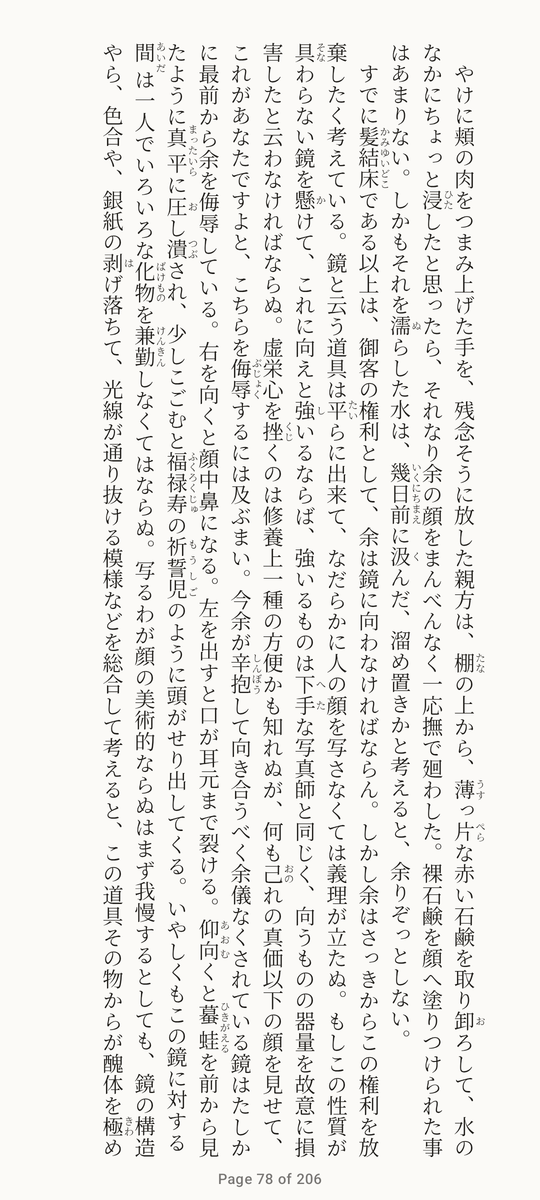 やけに頬の肉をつまみ上げた手を、残念そうに放した親方は、棚の上から、薄っ片な赤い石鹸を取り卸ろして、水の
なかにちょっと浸したと思ったら、それなり余の顔をまんべんなく一応撫で廻わした。裸石鹸を顔へ塗りつけられた事
はあまりない。しかもそれを濡らした水は、幾日前に汲んだ、溜め置きかと考えると、余りぞっとしない。
すでに髪結床である以上は、御客の権利として、余は鏡に向わなければならん。しかし余はさっきからこの権利を放
棄したく考えている。鏡と云う道具は平らに出来て、なだらかに人の顔を写さなくては義理が立たぬ。もしこの性質が
具わらない鏡を懸けて、これに向えと強いるならば、強いるものは下手な写真師と同じく、向うものの器量を故意に損
害したと云わなければならぬ。虚栄心を挫くのは修養上一種の方便かも知れぬが、何も己れの真価以下の顔を見せて、
これがあなたですよと、こちらを侮辱するには及ぶまい。今余が辛抱して向き合うべく余儀なくされている鏡はたしか
に最前から余を侮辱している。右を向くと顔中鼻になる。左を出すと口が耳元まで裂ける。仰向くと蟇蛙を前から見
たように真平に圧し潰され、少しこごむと福禄寿の祈誓児のように頭がせり出してくる。いやしくもこの鏡に対する
間は一人でいろいろな化物を兼勤しなくてはならぬ。写るわが顔の美術的ならぬはまず我慢するとしても、鏡の構造
やら、色合や、銀紙の剥げ落ちて、光線が通り抜ける模様などを総合して考えると、この道具その物からが醜体を極め
Page 78 of 206